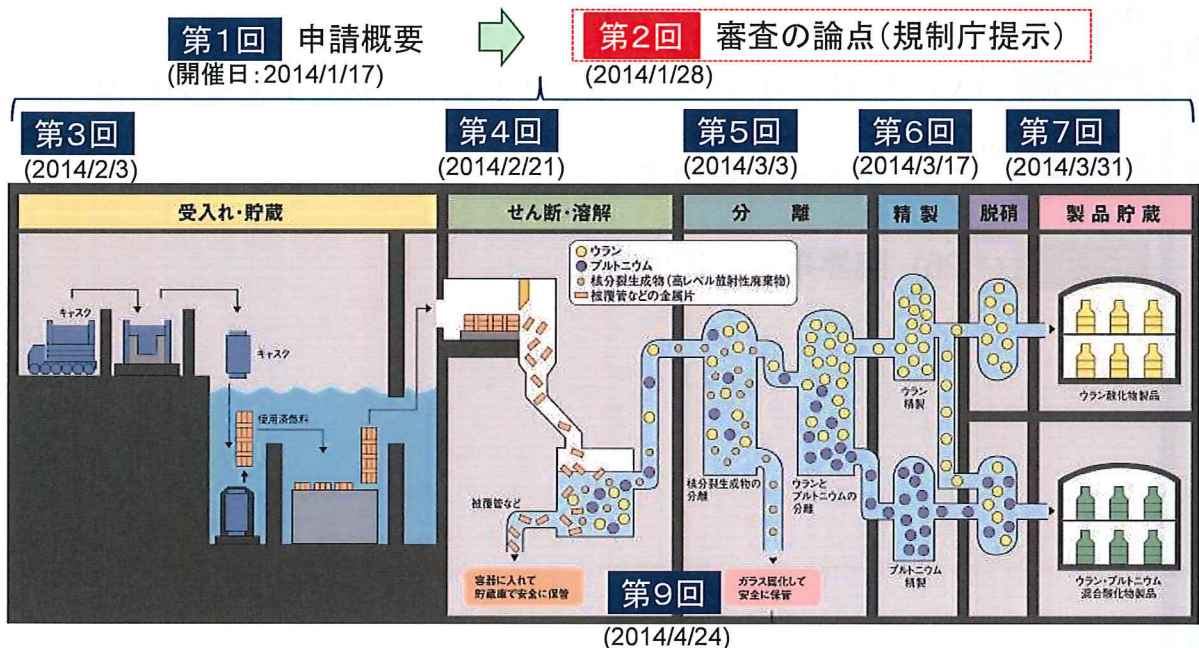 第1回 申請概要
(開催日:2014/1/17)
第2回 審査の論点(規制庁提示)
(2014/1/28)
第3回
(2014/2/3)
第4回
(2014/2/21)
第5回
(2014/3/3)
第6回
(2014/3/17)
第7回
(2014/3/31)
受入れ・貯蔵
せん断・溶解
分離
精製
脱硝
製品貯蔵
ウラン
プルトニウム
核分裂生成物(高レベル放射性廃棄物)
被覆管などの金属片
キャスク
キャスク
使用済燃料
被覆管など
核分裂生成物の
分離
ウランと
プルトニウムの
分離
ウラン
精製
プルトニウム
精製
ウラン酸化物製品
ウラン・プルトニウム
混合酸化物製品
容器に入れて
貯蔵庫で安全に保管
ガラス固化して
安全に保管
第9回
(2014/4/24)